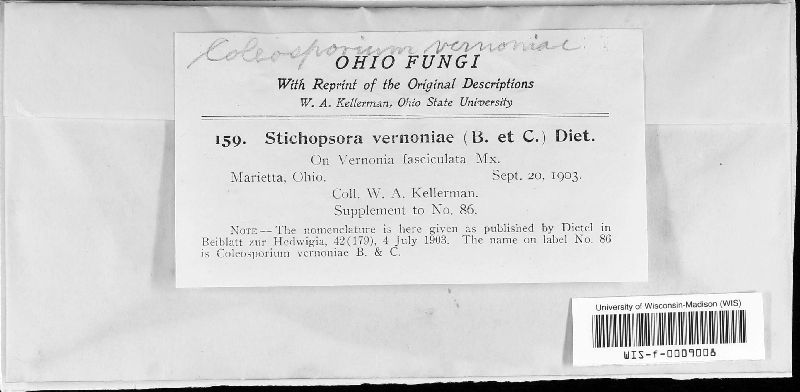 Coleosporium vernoniae
OHIO FUNGI
With Reprint of the Original Descriptions
W. A. Kellerman, Ohio State University
159. Stichopsora vernoniae (B. et C.) Diet.
On Vernonia fasciculata Mx.
Marietta, Ohio. Sept. 20, 1903.
Coll. W. A. Kellerman.
Supplement to No. 86.
NOTE—The nomenclature is here given as published by Dietel in
Beiblatt zur Hedwigia, 42(179), 4 July 1903. The name on label No. 86
is Coleosporium vernoniae B. & C.
University of Wisconsin-Madison (WIS)
WIS-f-0009008